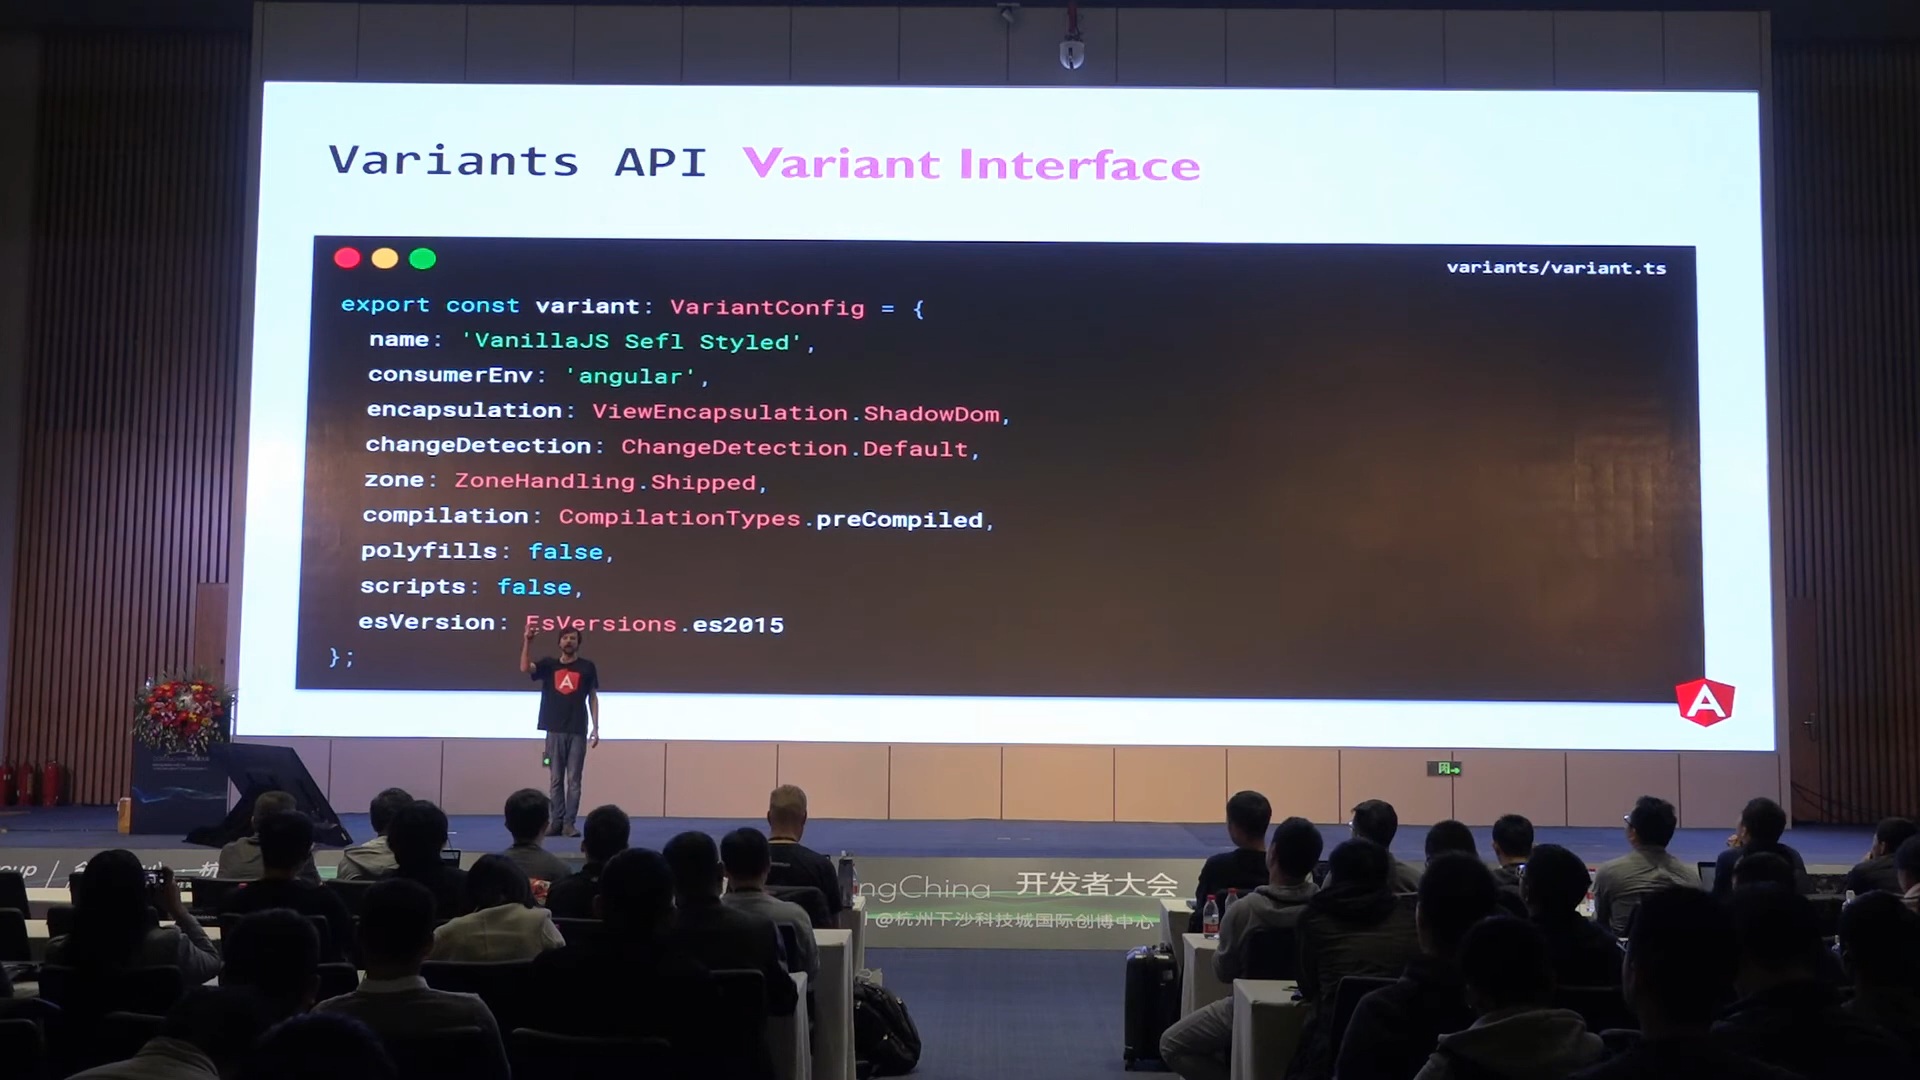 Variants API Variant Interface
variants/variant.ts
export const variant: VariantConfig = {
name: 'VanillaJS Sefl Styled',
consumerEnv: 'angular',
encapsulation: ViewEncapsulation.ShadowDom,
changeDetection: ChangeDetection.Default,
zone: ZoneHandling.Shipped,
compilation: CompilationTypes.preCompiled,
polyfills: false,
scripts: false,
esVersion: EsVersions.es2015
};
A
A
ngChina 开发者大会
@杭州下沙科技城国际创博中心